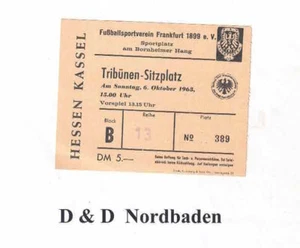 Fußballsportverein Frankfurt 1899 e. V.
Sportplatz
am Bornheimer Hang
HESSEN KASSEL
Tribünen-Sitzplatz
Am Sonntag, 6. Oktober 1963,
15.00 Uhr
Vorspiel 13.15 Uhr
Block Reihe Platz
B 13 No 389
DM 5.—
D & D Nordbaden